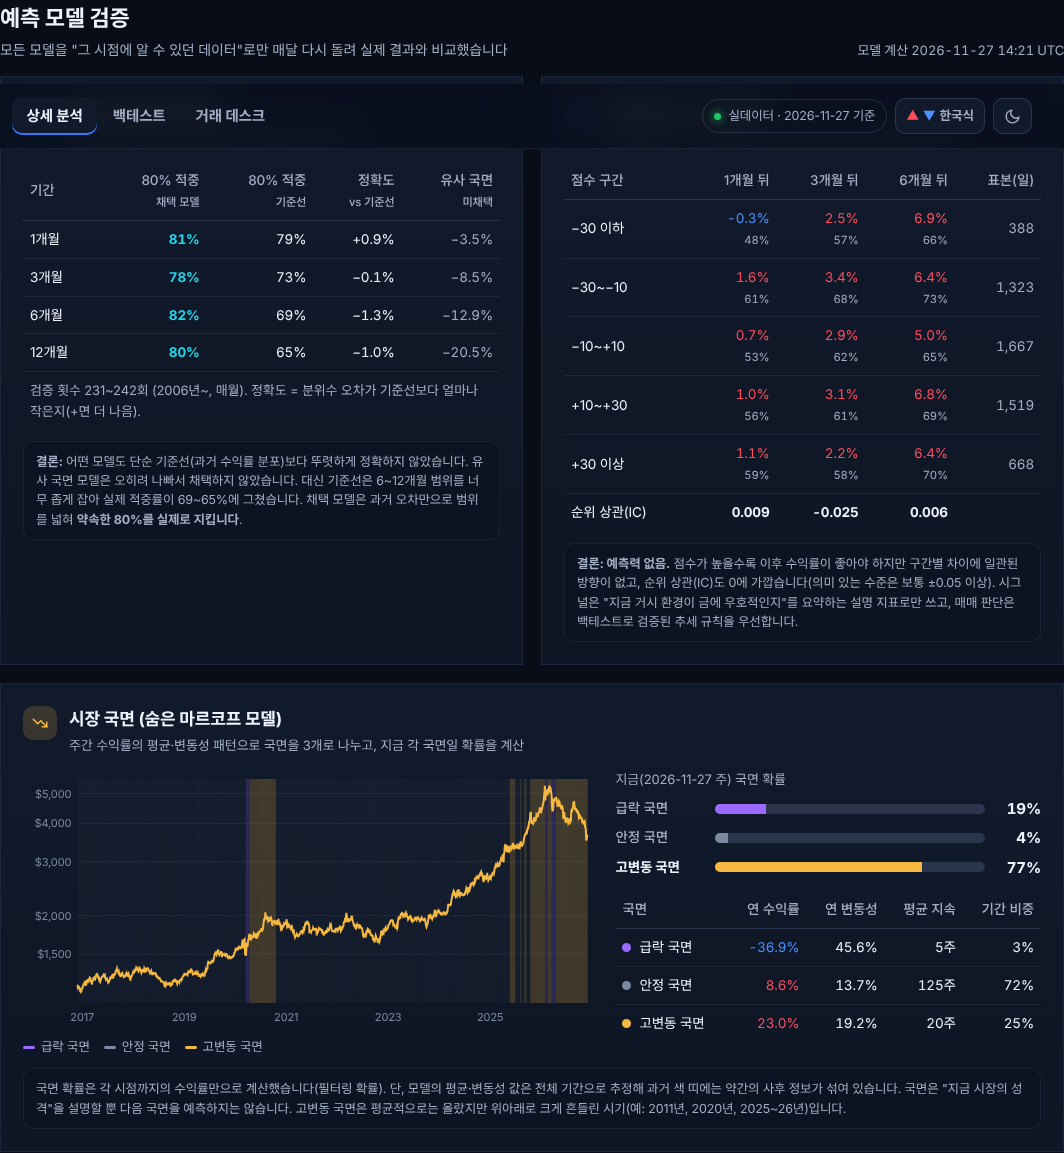 예측 모델 검증
모든 모델을 "그 시점에 알 수 있던 데이터"로만 매달 다시 돌려 실제 결과와 비교했습니다
모델 계산 2026-11-27 14:21 UTC
상세 분석 백테스트 거래 데스크
실데이터 · 2026-11-27 기준 ▲▼ 한국식
기간 80% 적중 80% 적중 정확도 유사 국면
채택 모델 기준선 vs 기준선 미채택
1개월 81% 79% +0.9% −3.5%
3개월 78% 73% −0.1% −8.5%
6개월 82% 69% −1.3% −12.9%
12개월 80% 65% −1.0% −20.5%
검증 횟수 231~242회 (2006년~, 매월). 정확도 = 분위수 오차가 기준선보다 얼마나
작은지(+면 더 나음).
결론: 어떤 모델도 단순 기준선(과거 수익률 분포)보다 뚜렷하게 정확하지 않았습니다. 유
사 국면 모델은 오히려 나빠서 채택하지 않았습니다. 대신 기준선은 6~12개월 범위를 너
무 좁게 잡아 실제 적중률이 69~65%에 그쳤습니다. 채택 모델은 과거 오차만으로 범위
를 넓혀 약속한 80%를 실제로 지킵니다.
점수 구간 1개월 뒤 3개월 뒤 6개월 뒤 표본(일)
−30 이하 -0.3% 2.5% 6.9% 388
48% 57% 66%
−30~−10 1.6% 3.4% 6.4% 1,323
61% 68% 73%
−10~+10 0.7% 2.9% 5.0% 1,667
53% 62% 65%
+10~+30 1.0% 3.1% 6.8% 1,519
56% 61% 69%
+30 이상 1.1% 2.2% 6.4% 668
59% 58% 70%
순위 상관(IC) 0.009 -0.025 0.006
결론: 예측력 없음. 점수가 높을수록 이후 수익률이 좋아야 하지만 구간별 차이에 일관된
방향이 없고, 순위 상관(IC)도 0에 가깝습니다(의미 있는 수준은 보통 ±0.05 이상). 시그
널은 "지금 거시 환경이 금에 우호적인지"를 요약하는 설명 지표로만 쓰고, 매매 판단은
백테스트로 검증된 추세 규칙을 우선합니다.
시장 국면 (숨은 마르코프 모델)
주간 수익률의 평균·변동성 패턴으로 국면을 3개로 나누고, 지금 각 국면일 확률을 계산
$5,000
$4,000
$3,000
$2,000
$1,500
2017 2019 2021 2023 2025
급락 국면 안정 국면 고변동 국면
지금(2026-11-27 주) 국면 확률
급락 국면 19%
안정 국면 4%
고변동 국면 77%
국면 연 수익률 연 변동성 평균 지속 기간 비중
급락 국면 -36.9% 45.6% 5주 3%
안정 국면 8.6% 13.7% 125주 72%
고변동 국면 23.0% 19.2% 20주 25%
국면 확률은 각 시점까지의 수익률만으로 계산했습니다(필터링 확률). 단, 모델의 평균·변동성 값은 전체 기간으로 추정해 과거 색 띠에는 약간의 사후 정보가 섞여 있습니다. 국면은 "지금 시장의 성
격"을 설명할 뿐 다음 국면을 예측하지는 않습니다. 고변동 국면은 평균적으로는 올랐지만 위아래로 크게 흔들린 시기(예: 2011년, 2020년, 2025~26년)입니다.